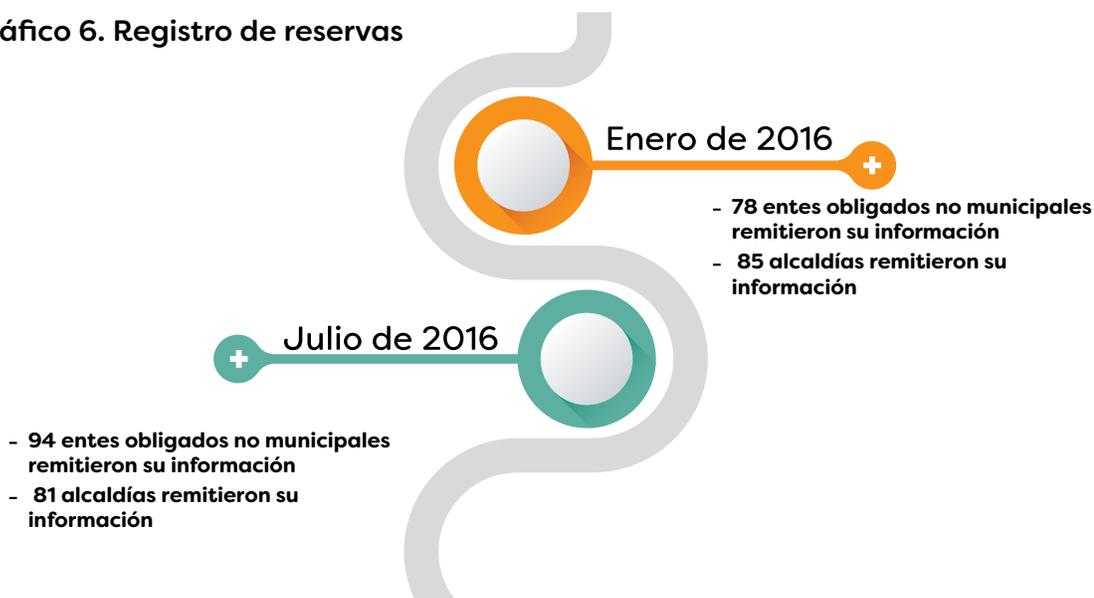 áfico 6. Registro de reservas
Enero de 2016
- 78 entes obligados no municipales
remitieron su información
- 85 alcaldías remitieron su
información
Julio de 2016
- 94 entes obligados no municipales
remitieron su información
- 81 alcaldías remitieron su
información